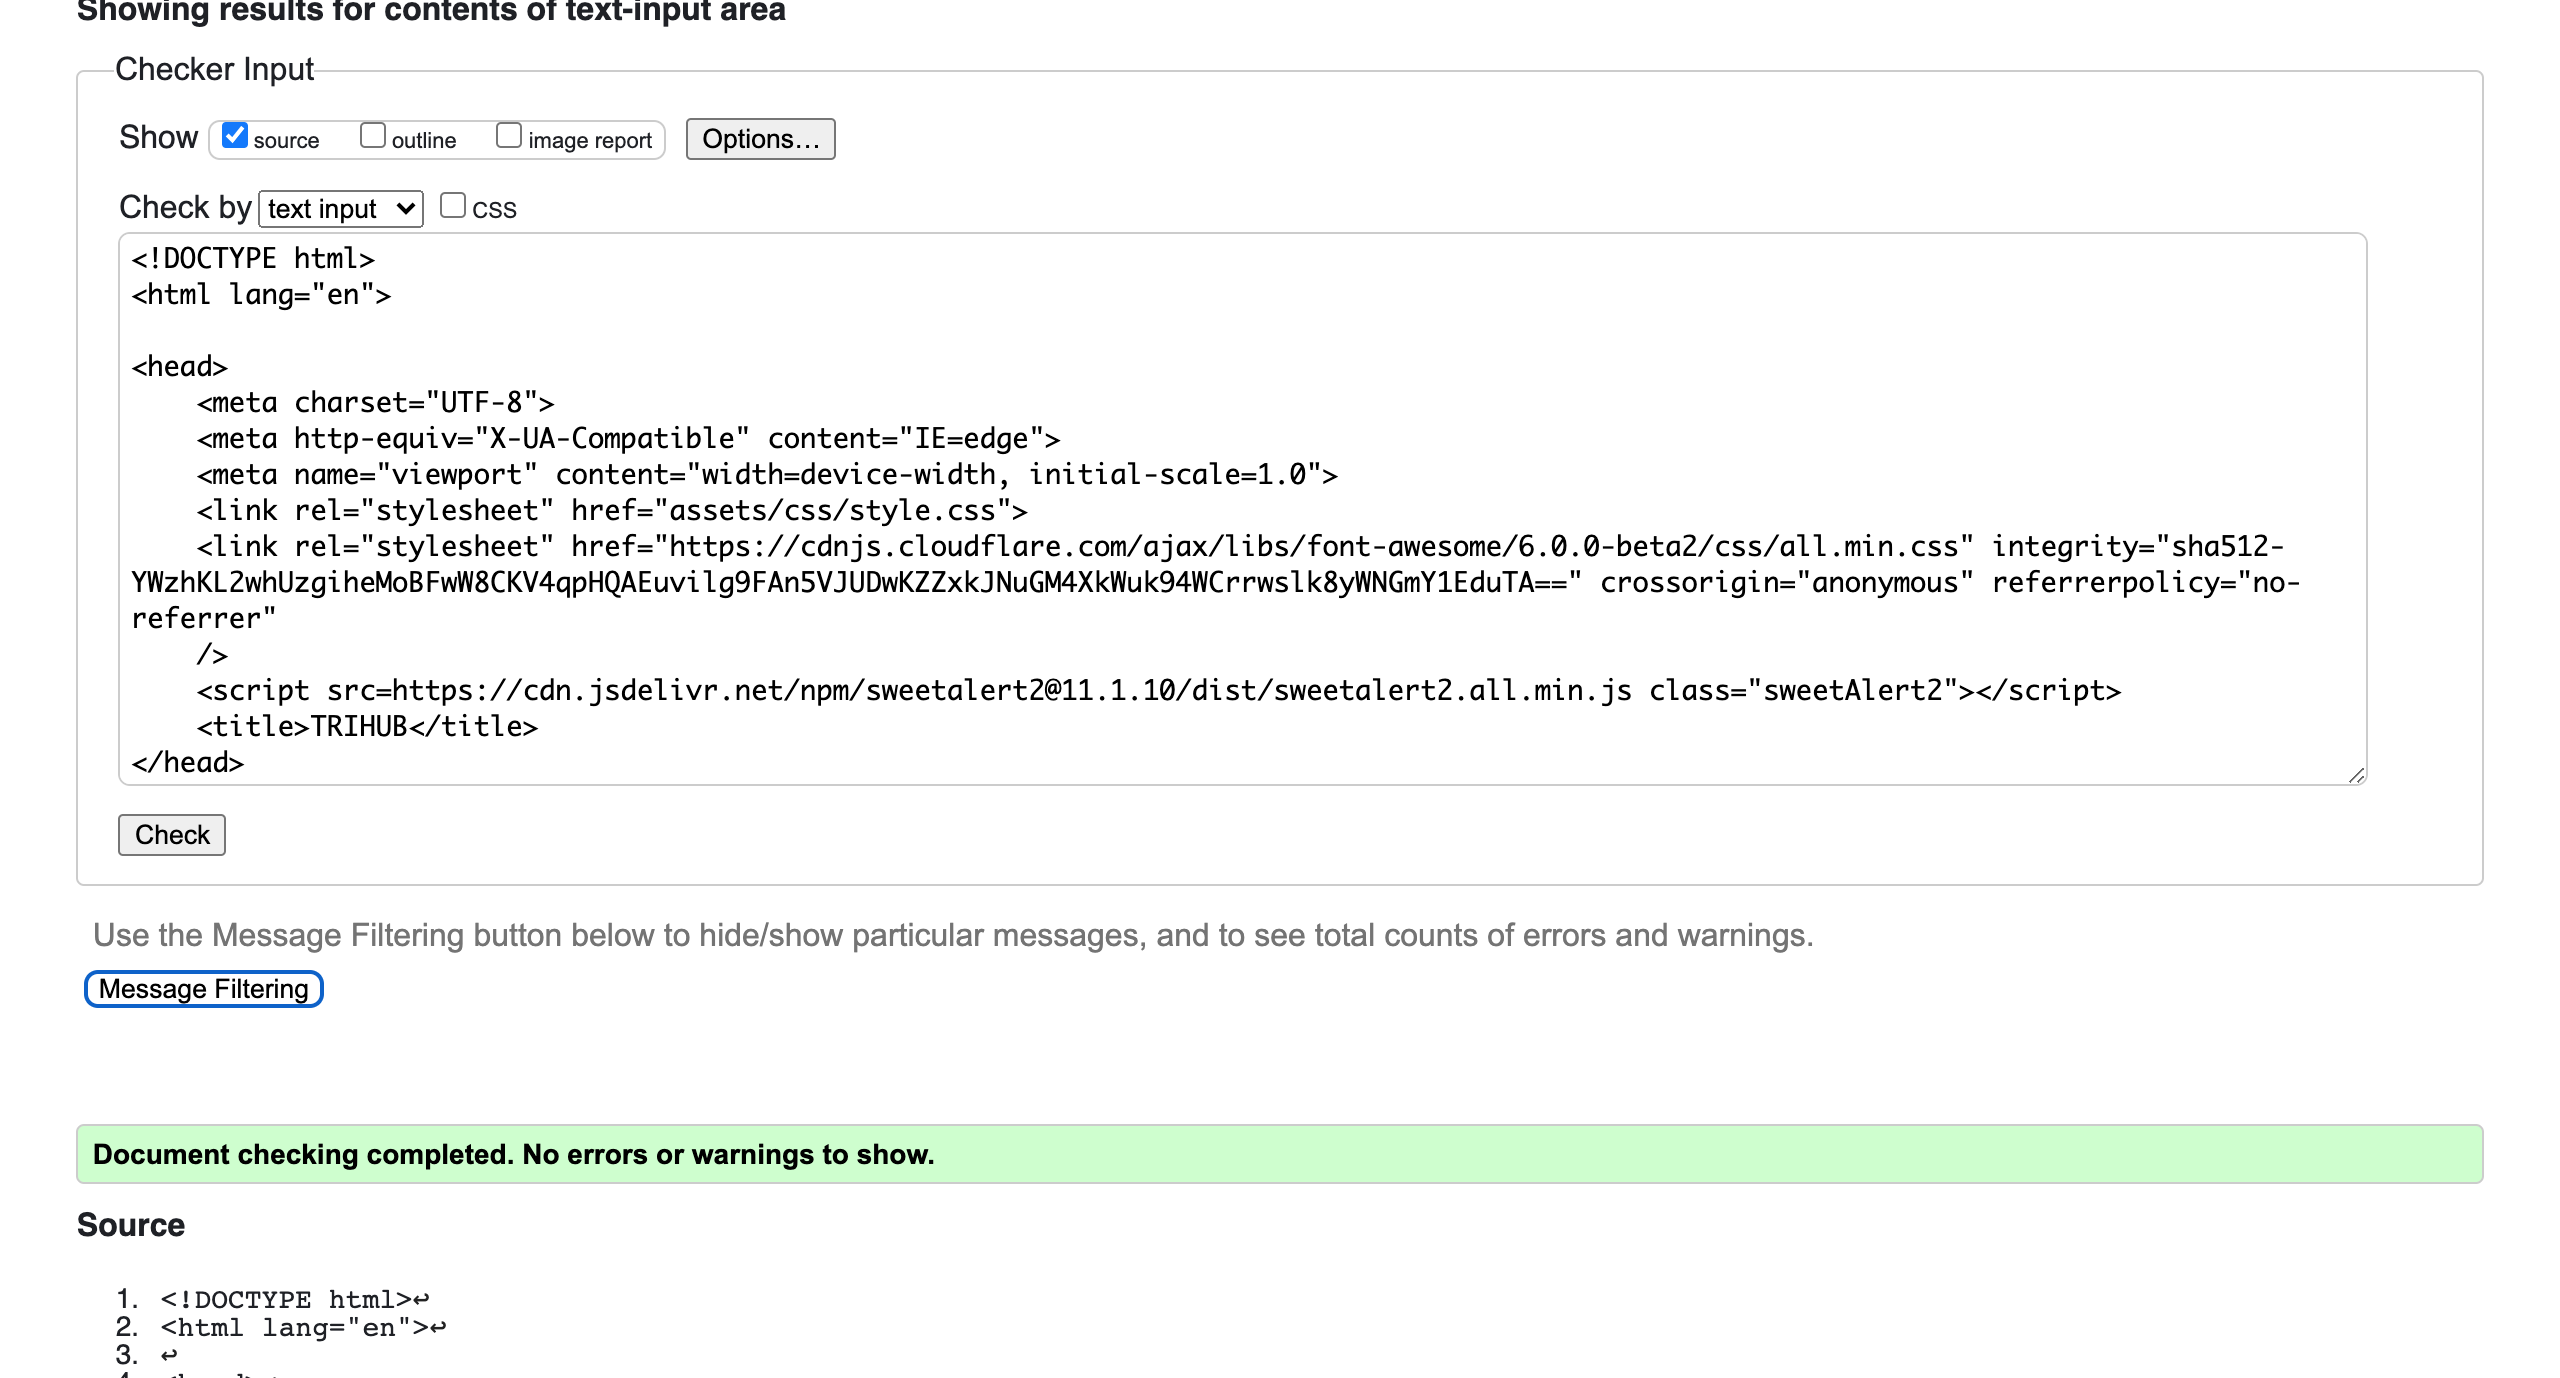 Showing results for contents of text-input area
Checker Input
Show source outline image report Options...
Check by text input CSS
<!DOCTYPE html>
<html lang="en">
<head>
<meta charset="UTF-8">
<meta http-equiv="X-UA-Compatible" content="IE=edge">
<meta name="viewport" content="width=device-width, initial-scale=1.0">
<link rel="stylesheet" href="assets/css/style.css">
<link rel="stylesheet" href="https://cdnjs.cloudflare.com/ajax/libs/font-awesome/6.0.0-beta2/css/all.min.css" integrity="sha512-
YWzhKL2whUzgiheMoBFwW8CKV4qpHQAEuvilg9FAn5VJUDwKZZxkJNuGM4XkWuk94WCrrwslk8yWNGmY1EduTA==" crossorigin="anonymous" referrerpolicy="no-
referrer"
/>
<script src=https://cdn.jsdelivr.net/npm/sweetalert2@11.1.10/dist/sweetalert2.all.min.js class="sweetAlert2"></script>
<title>TRIHUB</title>
</head>
Check
Use the Message Filtering button below to hide/show particular messages, and to see total counts of errors and warnings.
Message Filtering
Document checking completed. No errors or warnings to show.
Source
1. <!DOCTYPE html>↩
2. <html lang="en">↩
3. ↩